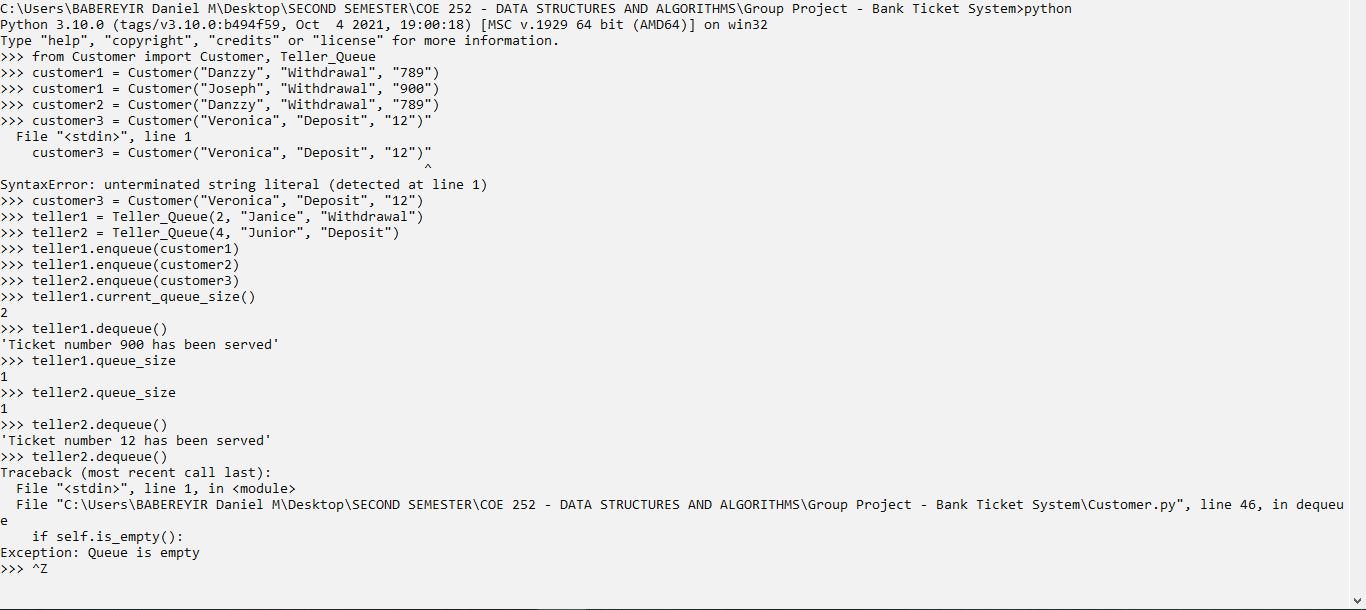 C:\Users\BABEREYIR Daniel M\Desktop\SECOND SEMESTER\COE 252 - DATA STRUCTURES AND ALGORITHMS\Group Project - Bank Ticket System>python
Python 3.10.0 (tags/v3.10.0:b494f59, Oct  4 2021, 19:00:18) [MSC v.1929 64 bit (AMD64)] on win32
Type "help", "copyright", "credits" or "license" for more information.
>>> from Customer import Customer, Teller_Queue
>>> customer1 = Customer("Danzzy", "Withdrawal", "789")
>>> customer1 = Customer("Joseph", "Withdrawal", "900")
>>> customer2 = Customer("Danzzy", "Withdrawal", "789")
>>> customer3 = Customer("Veronica", "Deposit", "12")"
  File "<stdin>", line 1
    customer3 = Customer("Veronica", "Deposit", "12")"
                                                     ^
SyntaxError: unterminated string literal (detected at line 1)
>>> customer3 = Customer("Veronica", "Deposit", "12")
>>> teller1 = Teller_Queue(2, "Janice", "Withdrawal")
>>> teller2 = Teller_Queue(4, "Junior", "Deposit")
>>> teller1.enqueue(customer1)
>>> teller1.enqueue(customer2)
>>> teller2.enqueue(customer3)
>>> teller1.current_queue_size()
2
>>> teller1.dequeue()
'Ticket number 900 has been served'
>>> teller1.queue_size
1
>>> teller2.queue_size
1
>>> teller2.dequeue()
'Ticket number 12 has been served'
>>> teller2.dequeue()
Traceback (most recent call last):
  File "<stdin>", line 1, in <module>
  File "C:\Users\BABEREYIR Daniel M\Desktop\SECOND SEMESTER\COE 252 - DATA STRUCTURES AND ALGORITHMS\Group Project - Bank Ticket System\Customer.py", line 46, in dequeu
e
    if self.is_empty():
Exception: Queue is empty
>>> ^Z